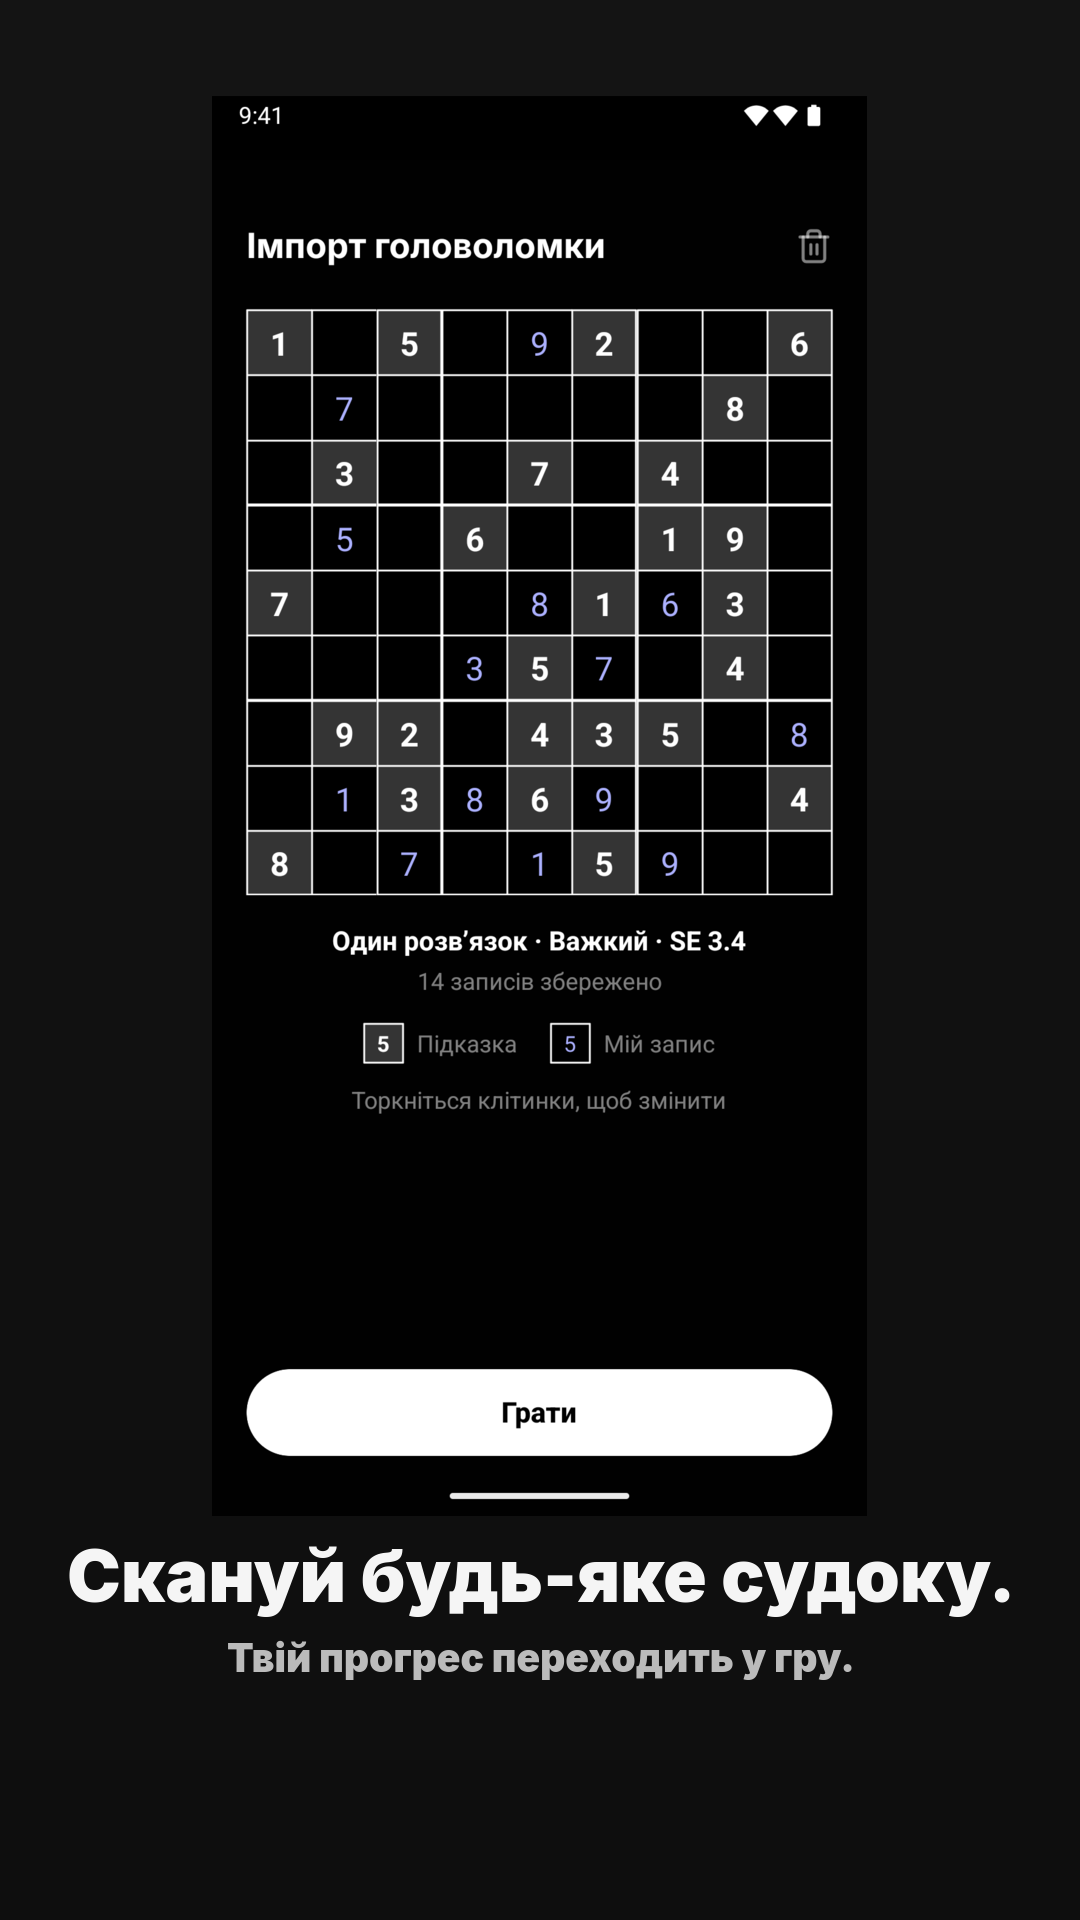 9:41
Імпорт головоломки
1 5 9 2 6
7 8
3 7 4
5 6 1 9
7 8 1 6 3
3 5 7 4
9 2 4 3 5 8
1 3 8 6 9 4
8 7 1 5 9
Один розв’язок · Важкий · SE 3.4
14 записів збережено
5 Підказка 5 Мій запис
Торкніться клітинки, щоб змінити
Грати
Скануй будь-яке судоку.
Твій прогрес переходить у гру.